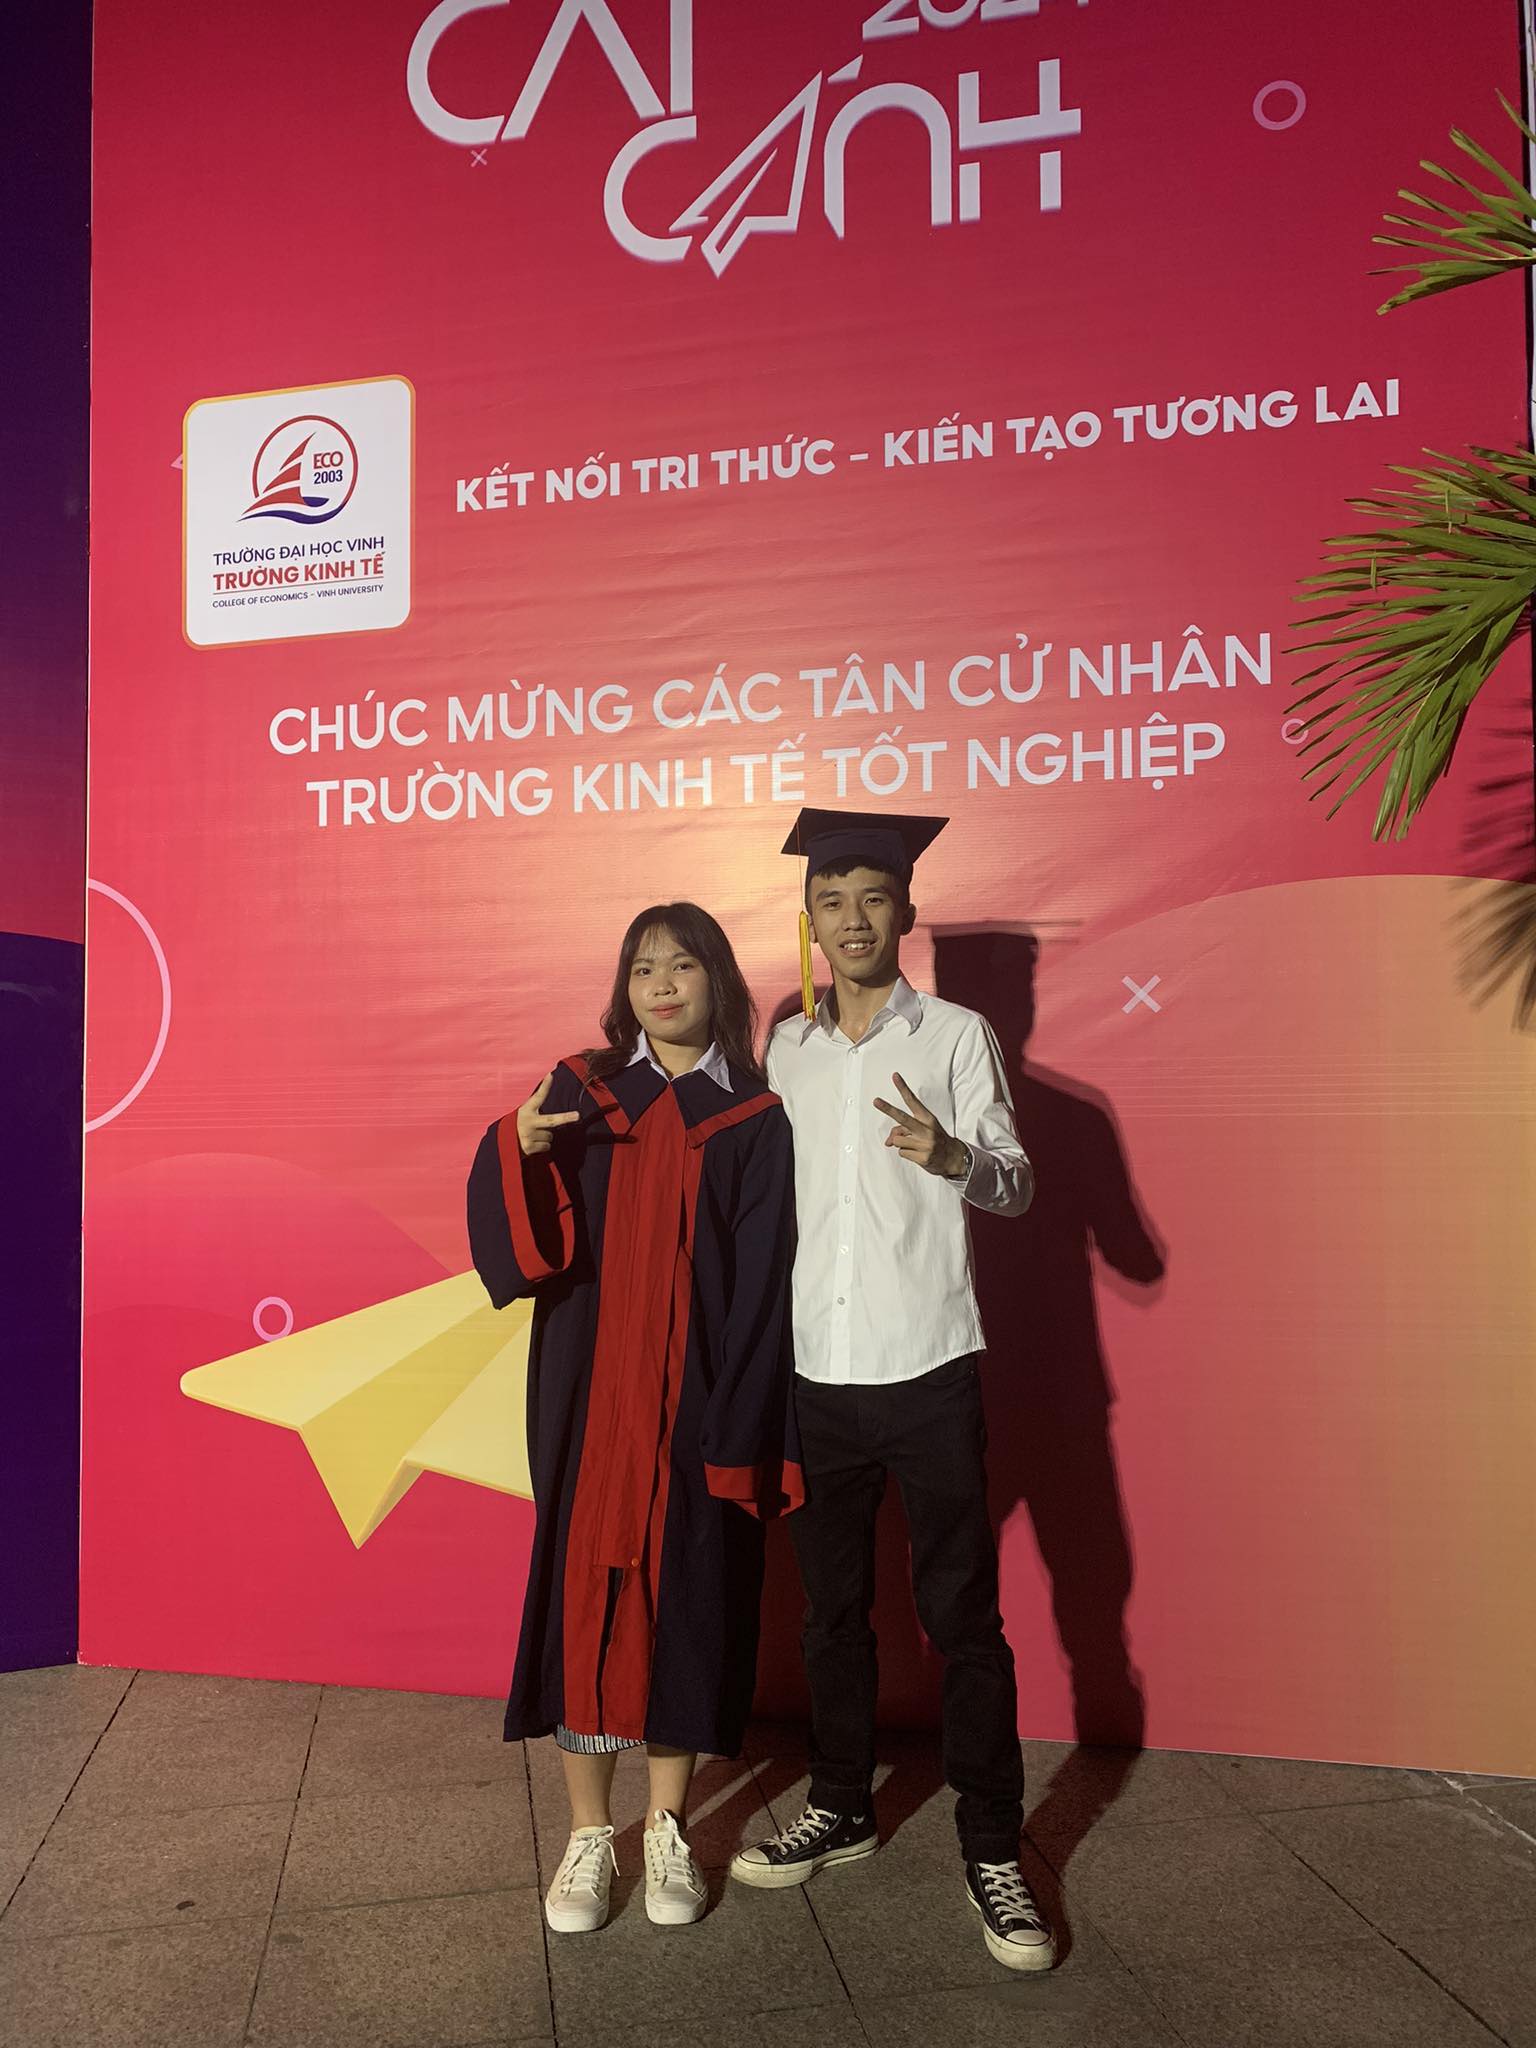 CẤT
CÁNH
KẾT NỐI TRI THỨC - KIẾN TẠO TƯƠNG LAI
ECO
2003
TRƯỜNG ĐẠI HỌC VINH
TRƯỜNG KINH TẾ
COLLEGE OF ECONOMICS - VINH UNIVERSITY
CHÚC MỪNG CÁC TÂN CỬ NHÂN
TRƯỜNG KINH TẾ TỐT NGHIỆP